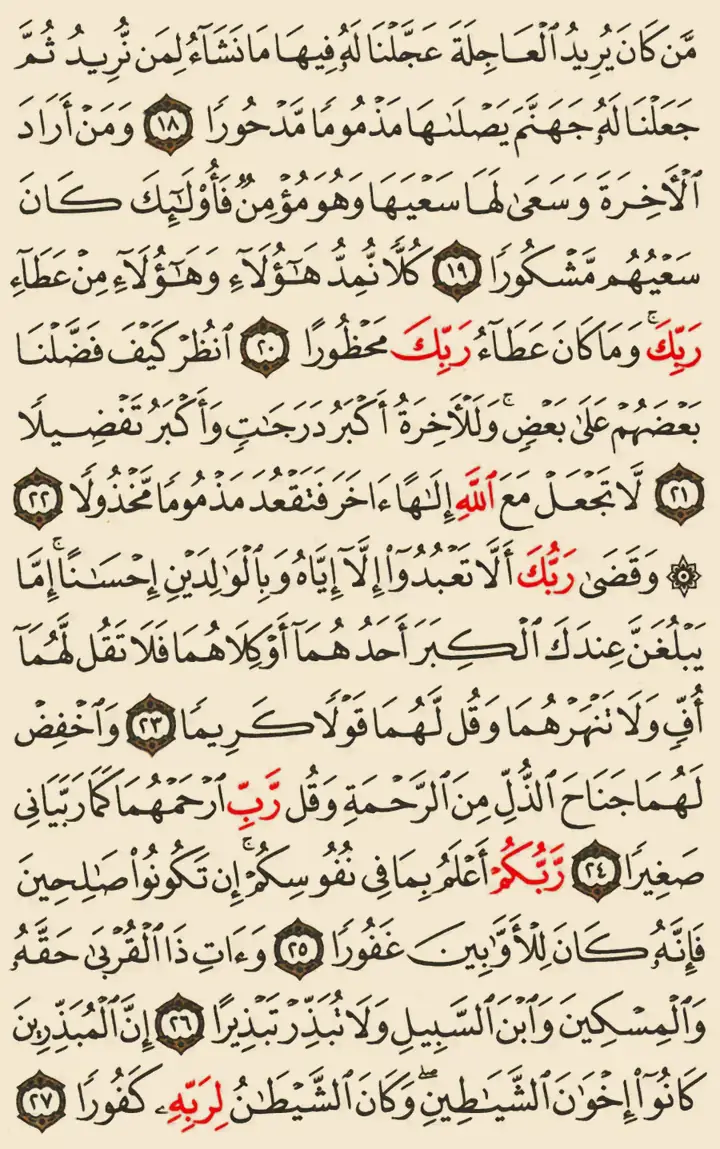 مَّن كَانَ يُرِيدُ ٱلْعَاجِلَةَ عَجَّلْنَا لَهُۥ فِيهَا مَا نَشَآءُ لِمَن نُّرِيدُ ثُمَّ
جَعَلْنَا لَهُۥ جَهَنَّمَ يَصْلَىٰهَا مَذْمُومًا مَّدْحُورًا ١٨ وَمَنْ أَرَادَ
ٱلْأٓخِرَةَ وَسَعَىٰ لَهَا سَعْيَهَا وَهُوَ مُؤْمِنٌ فَأُو۟لَـٰٓئِكَ كَانَ
سَعْيُهُم مَّشْكُورًا ١٩ كُلًّا نُّمِدُّ هَـٰٓؤُلَآءِ وَهَـٰٓؤُلَآءِ مِنْ عَطَآءِ
رَبِّكَ ۚ وَمَا كَانَ عَطَآءُ رَبِّكَ مَحْظُورًا ٢٠ ٱنظُرْ كَيْفَ فَضَّلْنَا
بَعْضَهُمْ عَلَىٰ بَعْضٍ ۚ وَلَلْأٓخِرَةُ أَكْبَرُ دَرَجَـٰتٍ وَأَكْبَرُ تَفْضِيلًا
٢١ لَّا تَجْعَلْ مَعَ ٱللَّهِ إِلَـٰهًا ءَاخَرَ فَتَقْعُدَ مَذْمُومًا مَّخْذُولًا ٢٢
۞ وَقَضَىٰ رَبُّكَ أَلَّا تَعْبُدُوٓا۟ إِلَّآ إِيَّاهُ وَبِٱلْوَٰلِدَيْنِ إِحْسَـٰنًا ۚ إِمَّا
يَبْلُغَنَّ عِندَكَ ٱلْكِبَرَ أَحَدُهُمَآ أَوْ كِلَاهُمَا فَلَا تَقُل لَّهُمَآ
أُفٍّ وَلَا تَنْهَرْهُمَا وَقُل لَّهُمَا قَوْلًا كَرِيمًا ٢٣ وَٱخْفِضْ
لَهُمَا جَنَاحَ ٱلذُّلِّ مِنَ ٱلرَّحْمَةِ وَقُل رَّبِّ ٱرْحَمْهُمَا كَمَا رَبَّيَانِى
صَغِيرًا ٢٤ رَّبُّكُمْ أَعْلَمُ بِمَا فِى نُفُوسِكُمْ ۚ إِن تَكُونُوا۟ صَـٰلِحِينَ
فَإِنَّهُۥ كَانَ لِلْأَوَّٰبِينَ غَفُورًا ٢٥ وَءَاتِ ذَا ٱلْقُرْبَىٰ حَقَّهُۥ
وَٱلْمِسْكِينَ وَٱبْنَ ٱلسَّبِيلِ وَلَا تُبَذِّرْ تَبْذِيرًا ٢٦ إِنَّ ٱلْمُبَذِّرِينَ
كَانُوٓا۟ إِخْوَٰنَ ٱلشَّيَـٰطِينِ ۖ وَكَانَ ٱلشَّيْطَـٰنُ لِرَبِّهِۦ كَفُورًا ٢٧